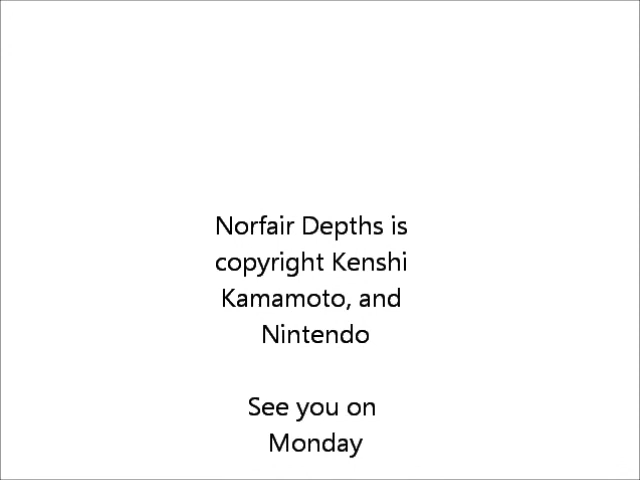 Norfair Depths is
copyright Kenshi
Kamamoto, and
Nintendo
See you on
Monday